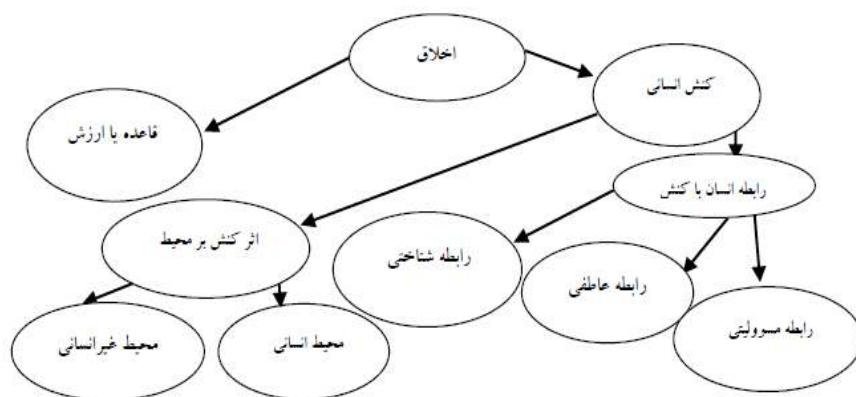 اخلاق
کنش انسانی
قاعده یا ارزش
رابطه انسان با کنش
اثر کنش بر محیط
رابطه شناختی
رابطه عاطفی
رابطه مسوولیتی
محیط انسانی
محیط غیرانسانی